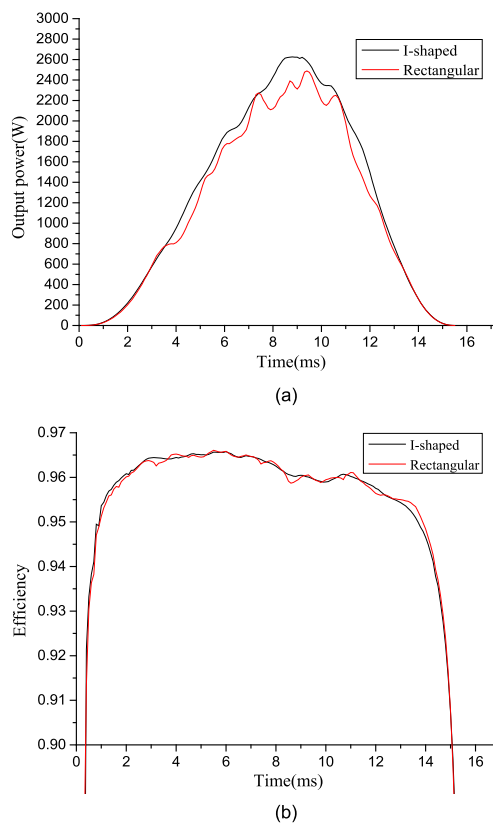 3000
2800
2600
2400
2200
2000
1800
1600
1400
1200
1000
800
600
400
200
0
Output power(W)
I-shaped
Rectangular
0 2 4 6 8 10 12 14 16
Time(ms)
(a)
0.97
0.96
0.95
0.94
0.93
0.92
0.91
0.90
Efficiency
I-shaped
Rectangular
0 2 4 6 8 10 12 14 16
Time(ms)
(b)